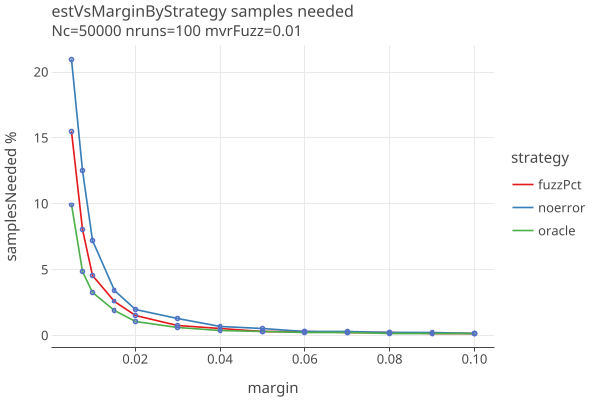 estVsMarginByStrategy samples needed
Nc=50000 nruns=100 mvrFuzz=0.01
samplesNeeded %
20
15
10
5
0
0.02 0.04 0.06 0.08 0.10
margin
strategy
fuzzPct
noerror
oracle